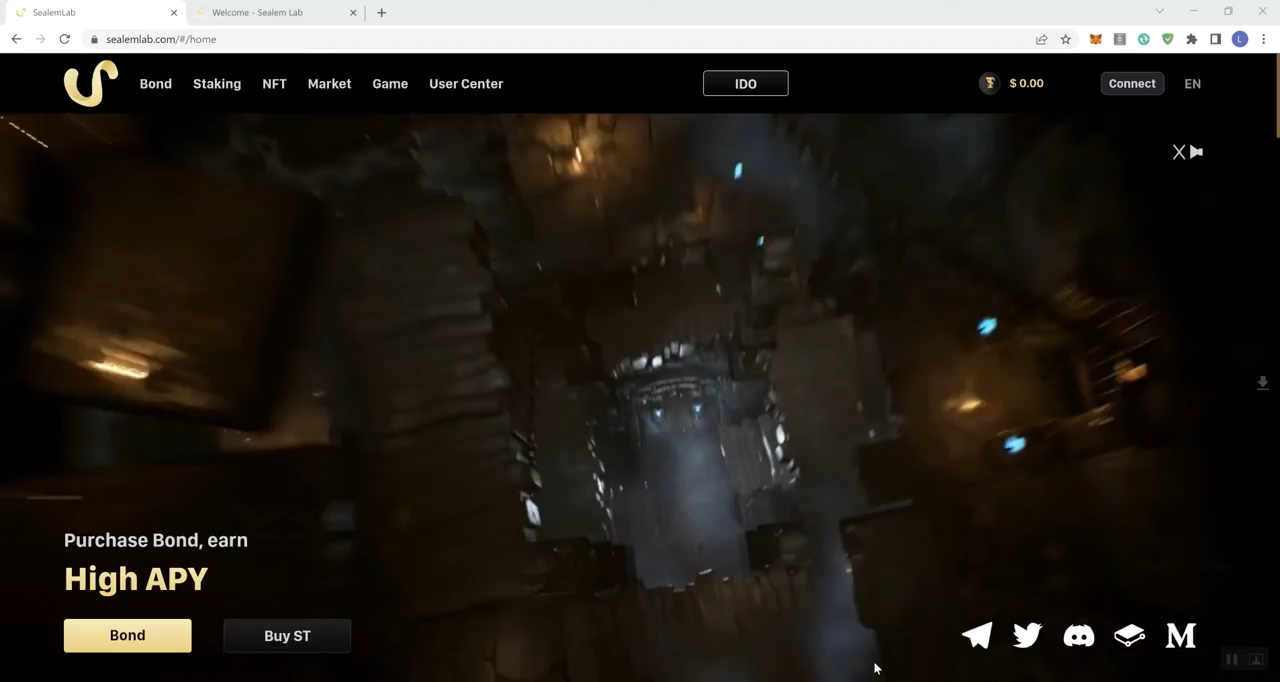 SealemLab
Welcome - Sealem Lab
sealemlab.com/#/home
L
Bond Staking NFT Market Game User Center
IDO
$ 0.00
Connect
EN
Purchase Bond, earn
High APY
Bond
Buy ST